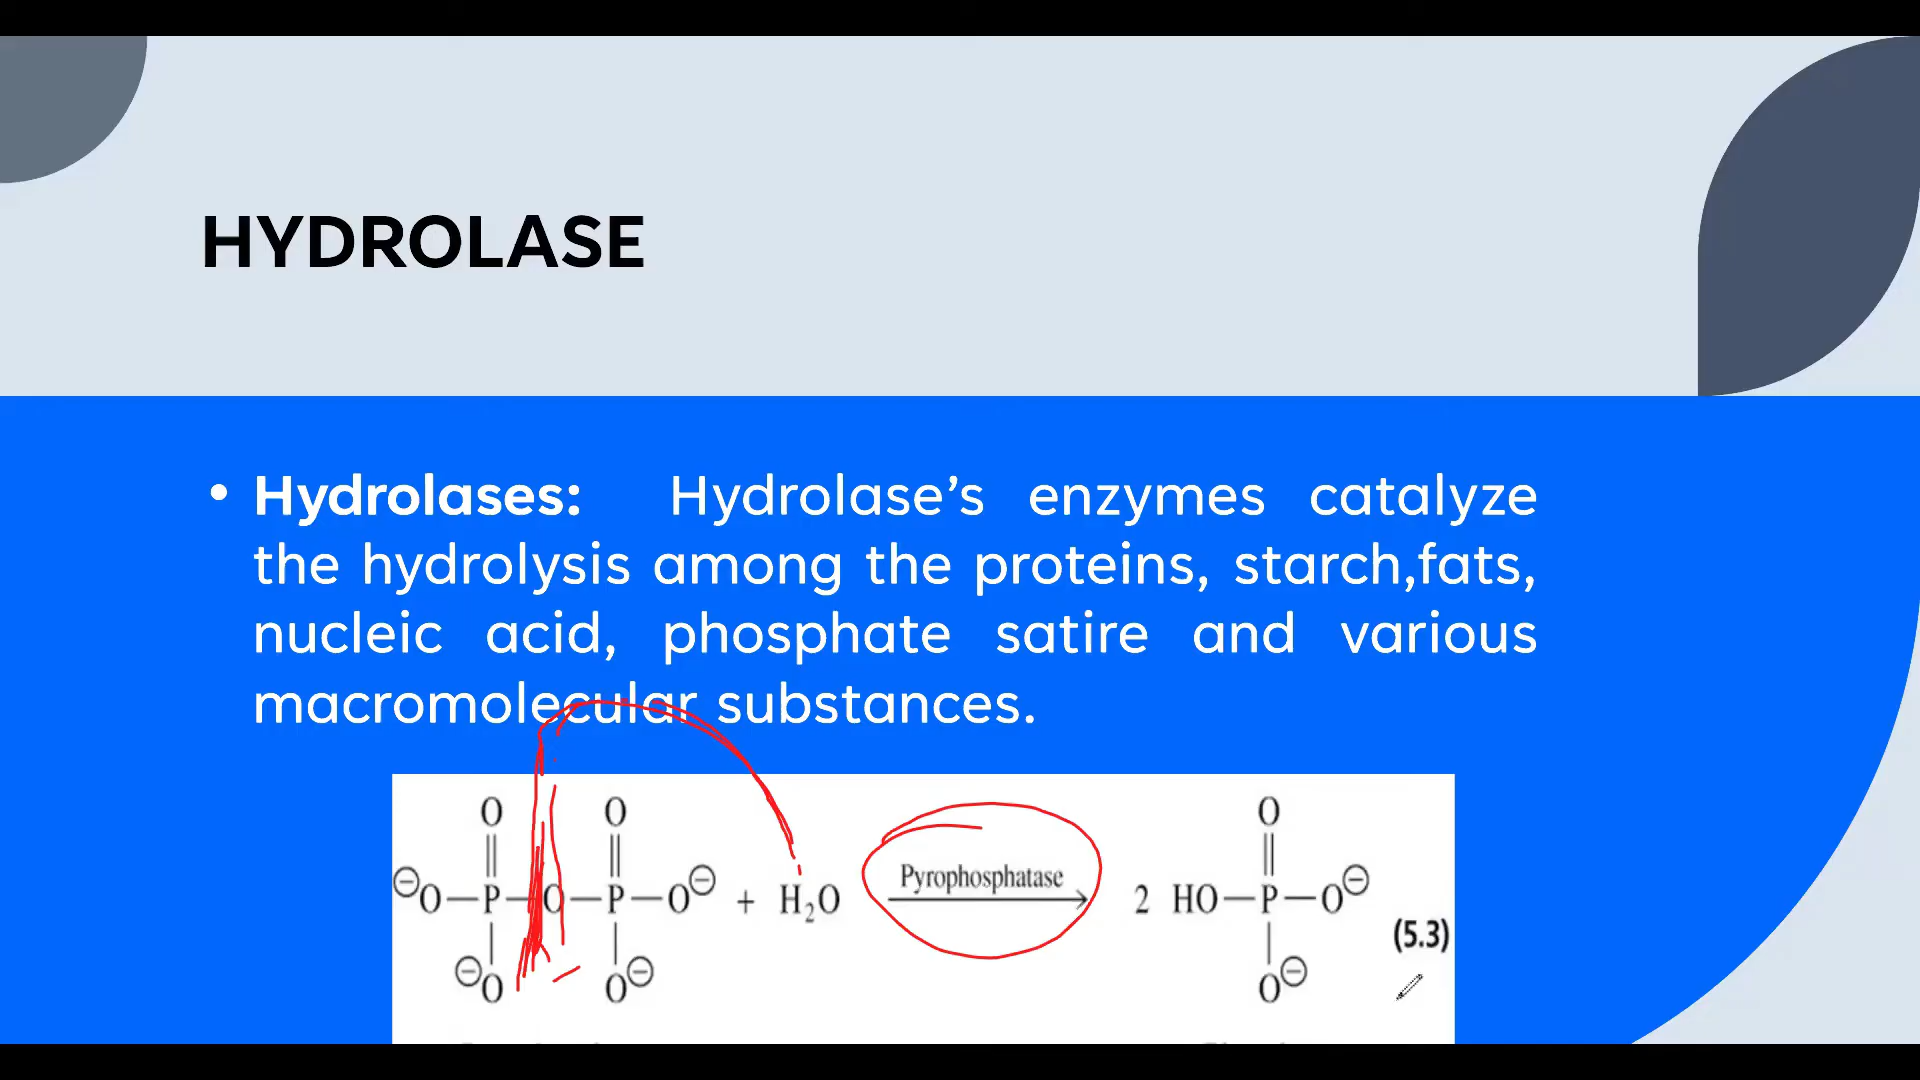 HYDROLASE
• Hydrolases: Hydrolase’s enzymes catalyze
the hydrolysis among the proteins, starch,fats,
nucleic acid, phosphate satire and various
macromolecular substances.
O O O
⊖O—P—O—P—O⊖ + H₂O Pyrophosphatase 2 HO—P—O⊖
(5.3)
⊖O O⊖ O⊖